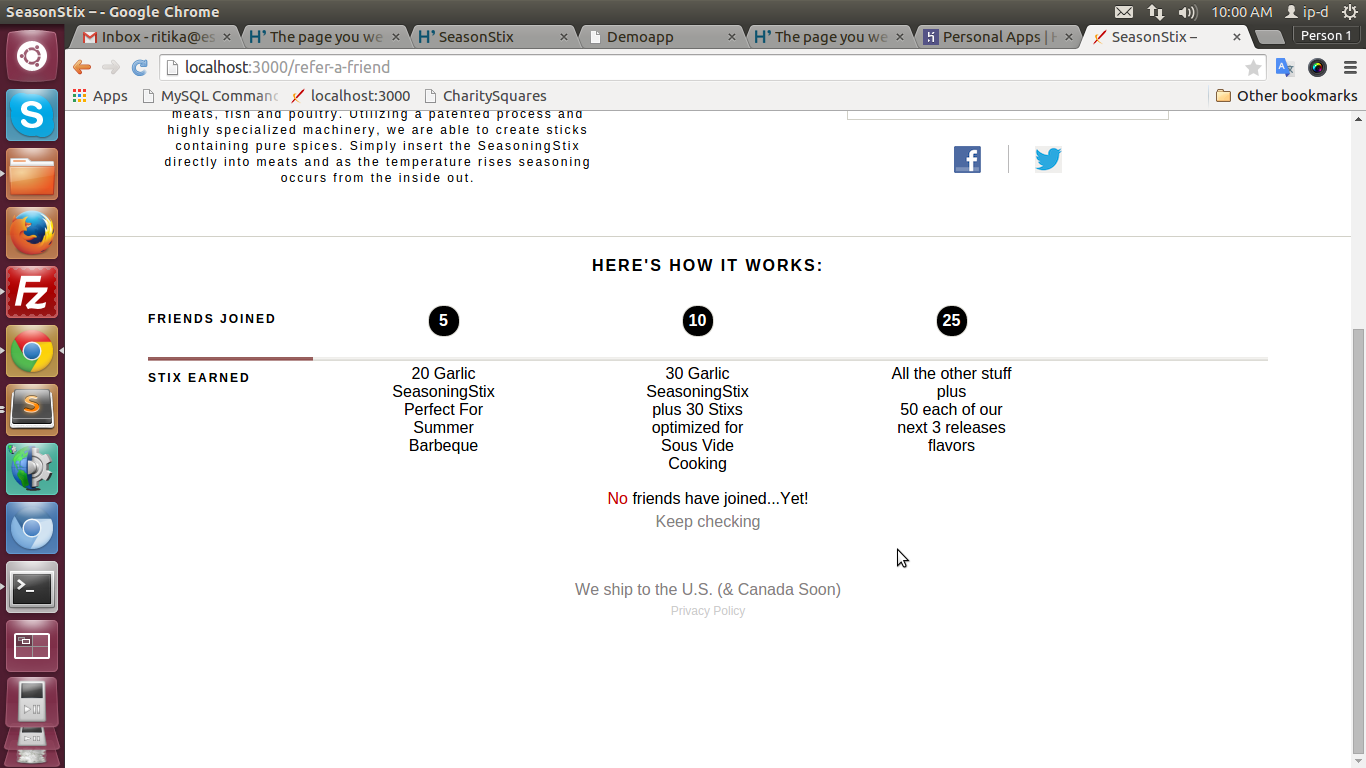 SeasonStix – - Google Chrome
10:00 AM
ip-d
Inbox - ritika@es
The page you we
SeasonStix
Demoapp
The page you we
Personal Apps | H
SeasonStix –
Person 1
localhost:3000/refer-a-friend
Apps
MySQL Comman
localhost:3000
CharitySquares
Other bookmarks
meats, fish and poultry. Utilizing a patented process and
highly specialized machinery, we are able to create sticks
containing pure spices. Simply insert the SeasoningStix
directly into meats and as the temperature rises seasoning
occurs from the inside out.
HERE'S HOW IT WORKS:
FRIENDS JOINED
5
10
25
STIX EARNED
20 Garlic
SeasoningStix
Perfect For
Summer
Barbeque
30 Garlic
SeasoningStix
plus 30 Stixs
optimized for
Sous Vide
Cooking
All the other stuff
plus
50 each of our
next 3 releases
flavors
No friends have joined...Yet!
Keep checking
We ship to the U.S. (& Canada Soon)
Privacy Policy